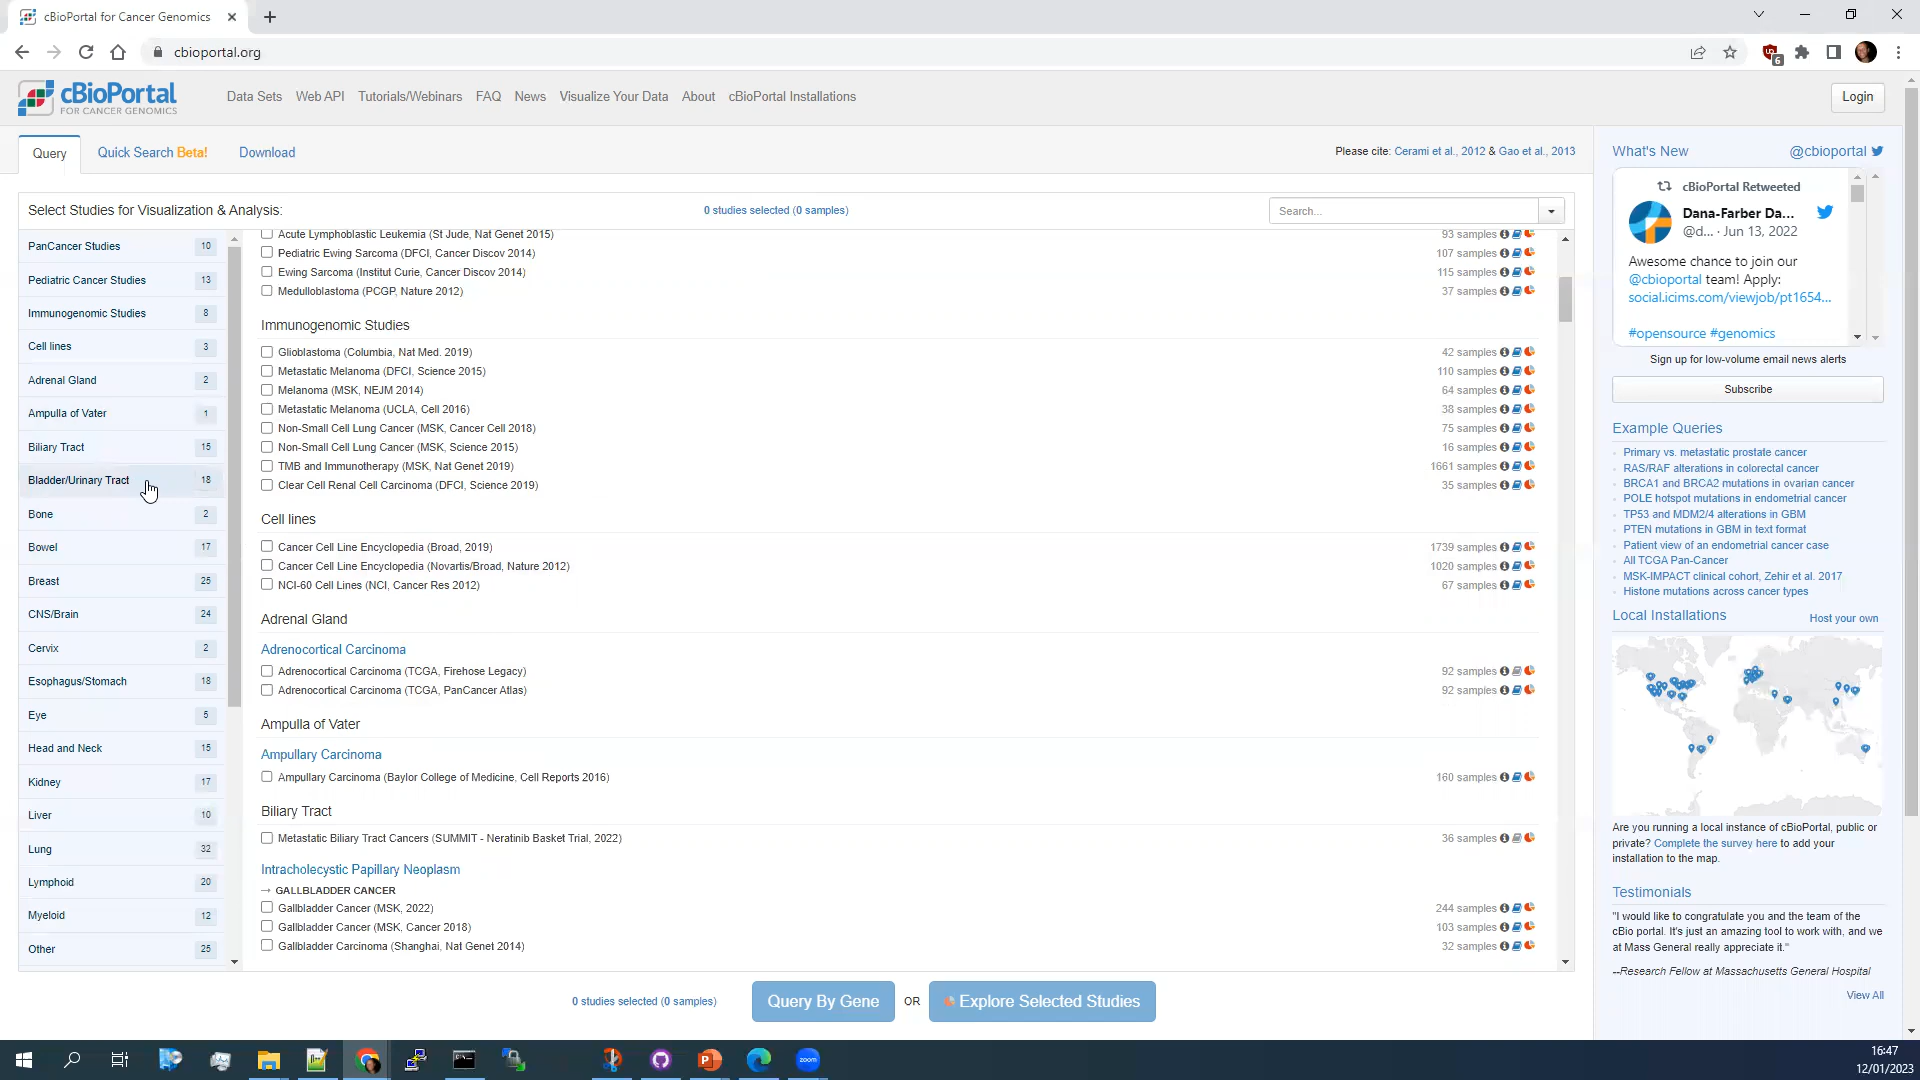 cBioPortal for Cancer Genomics
cbioportal.org
6
cBioPortal
FOR CANCER GENOMICS
Data Sets Web API Tutorials/Webinars FAQ News Visualize Your Data About cBioPortal Installations
Login
Query Quick Search Beta! Download
Please cite: Cerami et al., 2012 & Gao et al., 2013
Select Studies for Visualization & Analysis:
0 studies selected (0 samples)
Search...
PanCancer Studies 10
Pediatric Cancer Studies 13
Immunogenomic Studies 8
Cell lines 3
Adrenal Gland 2
Ampulla of Vater 1
Biliary Tract 15
Bladder/Urinary Tract 18
Bone 2
Bowel 17
Breast 25
CNS/Brain 24
Cervix 2
Esophagus/Stomach 18
Eye 5
Head and Neck 15
Kidney 17
Liver 10
Lung 32
Lymphoid 20
Myeloid 12
Other 25
Acute Lymphoblastic Leukemia (St Jude, Nat Genet 2015) 93 samples
Pediatric Ewing Sarcoma (DFCI, Cancer Discov 2014) 107 samples
Ewing Sarcoma (Institut Curie, Cancer Discov 2014) 115 samples
Medulloblastoma (PCGP, Nature 2012) 37 samples
Immunogenomic Studies
Glioblastoma (Columbia, Nat Med. 2019) 42 samples
Metastatic Melanoma (DFCI, Science 2015) 110 samples
Melanoma (MSK, NEJM 2014) 64 samples
Metastatic Melanoma (UCLA, Cell 2016) 38 samples
Non-Small Cell Lung Cancer (MSK, Cancer Cell 2018) 75 samples
Non-Small Cell Lung Cancer (MSK, Science 2015) 16 samples
TMB and Immunotherapy (MSK, Nat Genet 2019) 1661 samples
Clear Cell Renal Cell Carcinoma (DFCI, Science 2019) 35 samples
Cell lines
Cancer Cell Line Encyclopedia (Broad, 2019) 1739 samples
Cancer Cell Line Encyclopedia (Novartis/Broad, Nature 2012) 1020 samples
NCI-60 Cell Lines (NCI, Cancer Res 2012) 67 samples
Adrenal Gland
Adrenocortical Carcinoma
Adrenocortical Carcinoma (TCGA, Firehose Legacy) 92 samples
Adrenocortical Carcinoma (TCGA, PanCancer Atlas) 92 samples
Ampulla of Vater
Ampullary Carcinoma
Ampullary Carcinoma (Baylor College of Medicine, Cell Reports 2016) 160 samples
Biliary Tract
Metastatic Biliary Tract Cancers (SUMMIT - Neratinib Basket Trial, 2022) 36 samples
Intracholecystic Papillary Neoplasm
→ GALLBLADDER CANCER
Gallbladder Cancer (MSK, 2022) 244 samples
Gallbladder Cancer (MSK, Cancer 2018) 103 samples
Gallbladder Carcinoma (Shanghai, Nat Genet 2014) 32 samples
0 studies selected (0 samples) Query By Gene OR Explore Selected Studies
What's New @cbioportal
cBioPortal Retweeted
Dana-Farber Da...
@d... · Jun 13, 2022
Awesome chance to join our
@cbioportal team! Apply:
social.icims.com/viewjob/pt1654...
#opensource #genomics
Sign up for low-volume email news alerts
Subscribe
Example Queries
Primary vs. metastatic prostate cancer
RAS/RAF alterations in colorectal cancer
BRCA1 and BRCA2 mutations in ovarian cancer
POLE hotspot mutations in endometrial cancer
TP53 and MDM2/4 alterations in GBM
PTEN mutations in GBM in text format
Patient view of an endometrial cancer case
All TCGA Pan-Cancer
MSK-IMPACT clinical cohort, Zehir et al. 2017
Histone mutations across cancer types
Local Installations Host your own
Are you running a local instance of cBioPortal, public or
private? Complete the survey here to add your
installation to the map.
Testimonials
"I would like to congratulate you and the team of the
cBio portal. It's just an amazing tool to work with, and we
at Mass General really appreciate it."
--Research Fellow at Massachusetts General Hospital
View All
zoom
16:47
12/01/2023